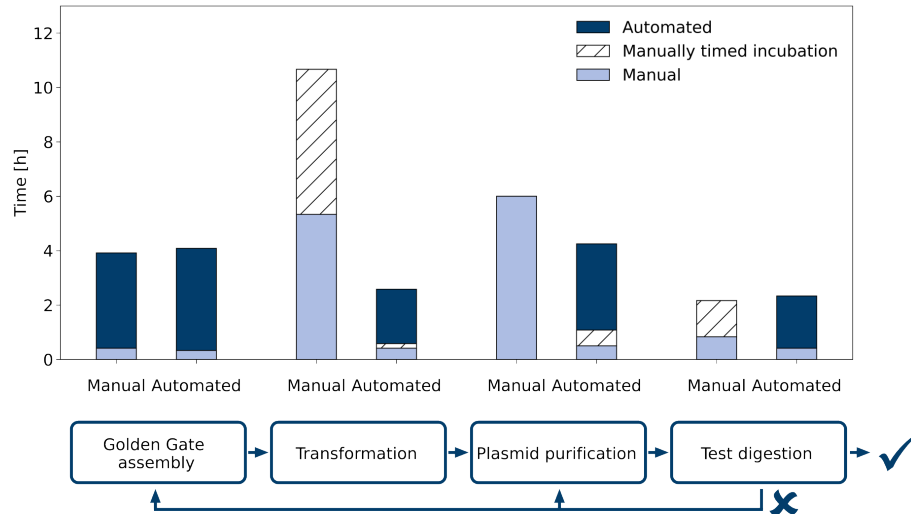 12
10
8
6
4
2
0
Time [h]
Automated
Manually timed incubation
Manual
Manual Automated
Manual Automated
Manual Automated
Manual Automated
Golden Gate
assembly
Transformation
Plasmid purification
Test digestion